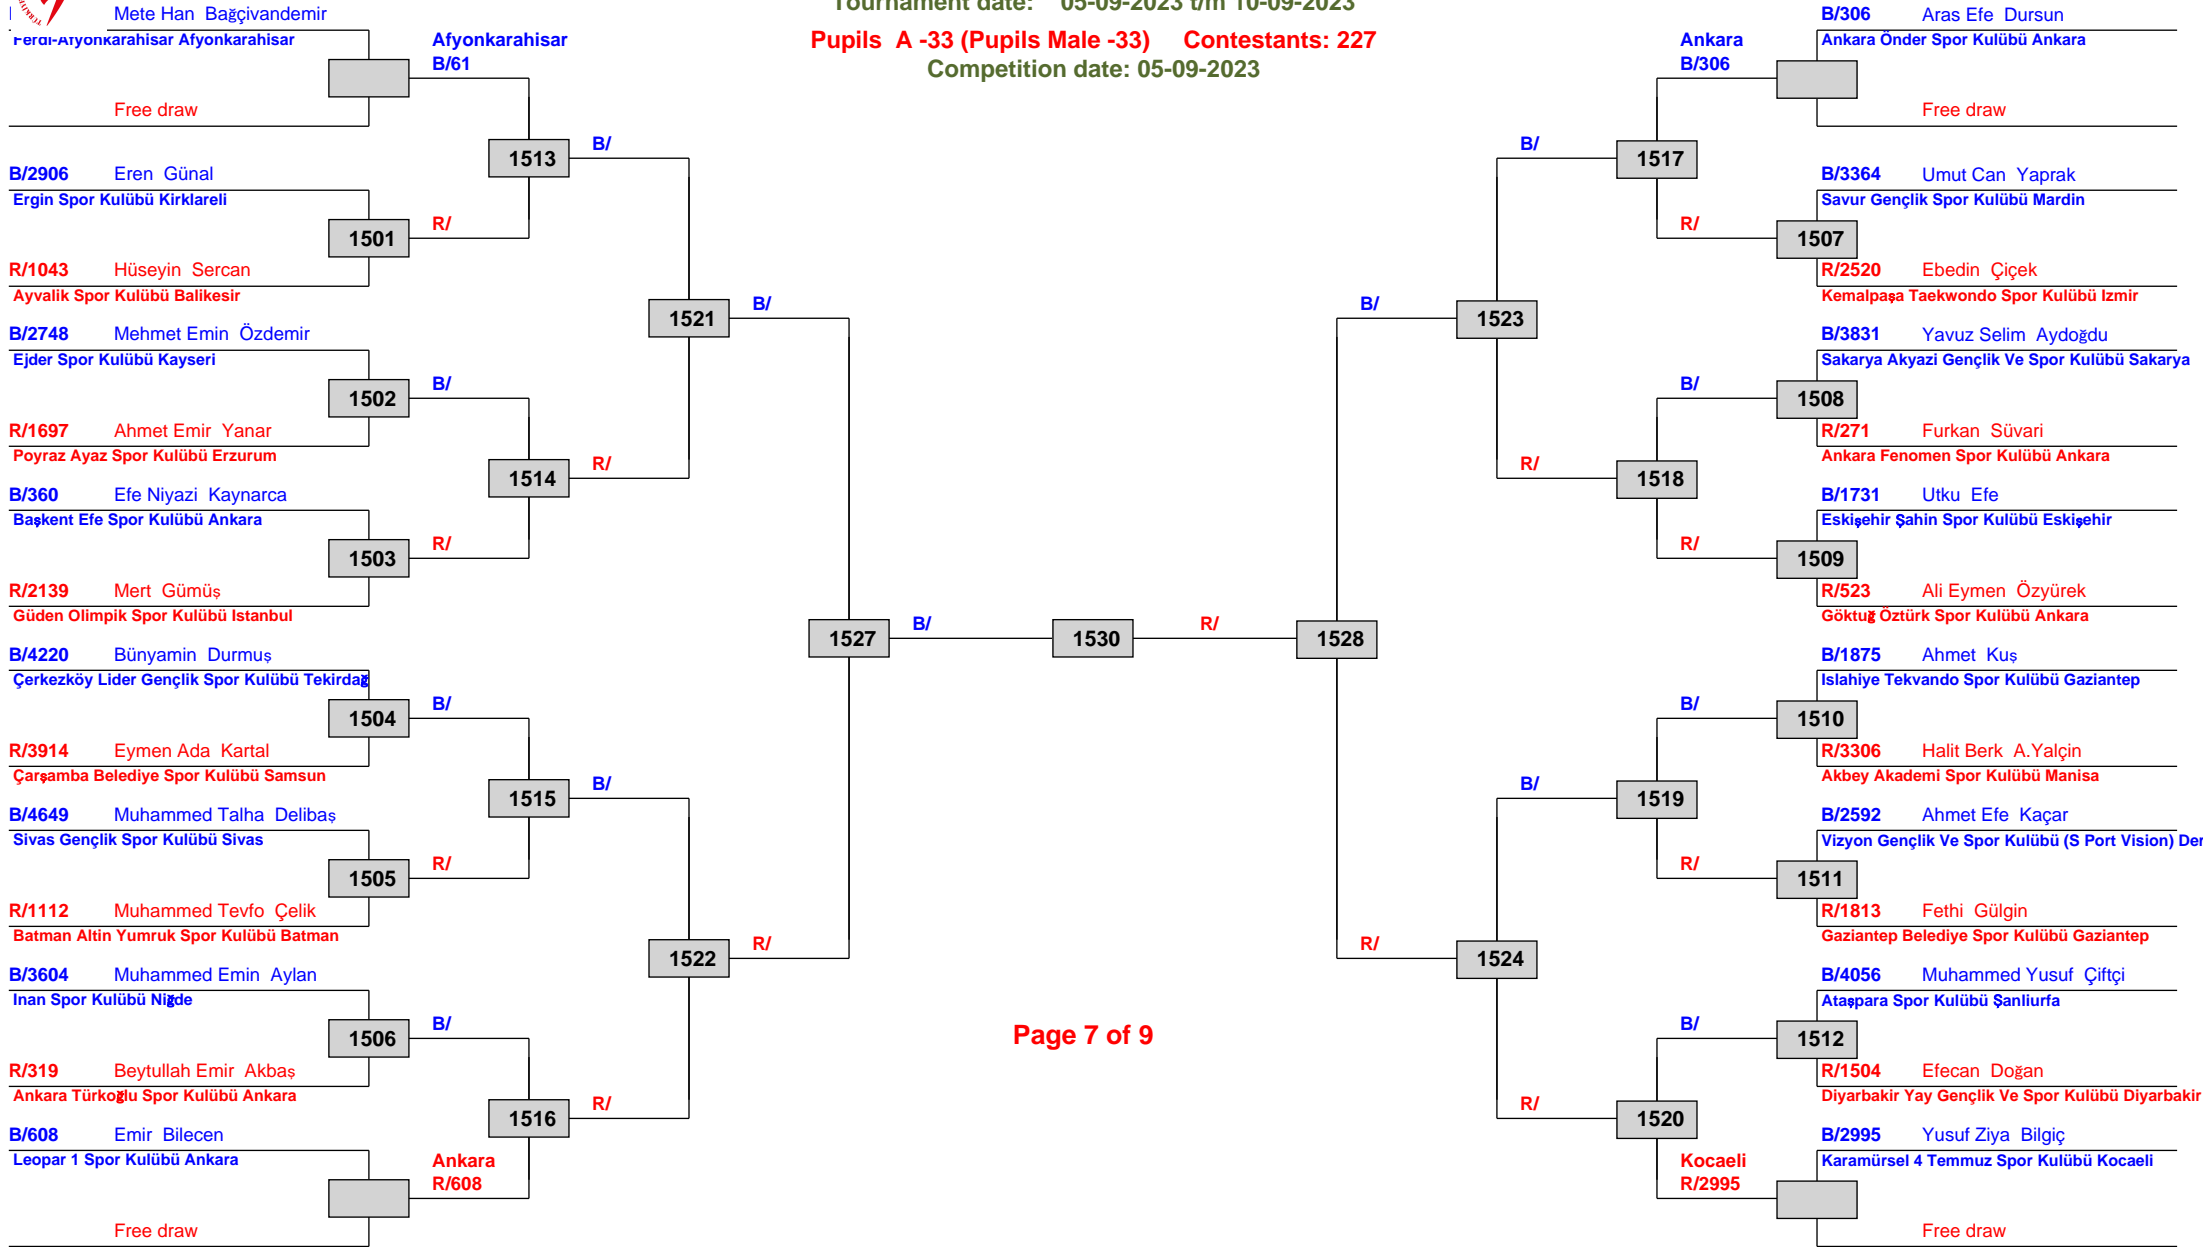 Mete Han  Bağçivandemir
Ferdi-Afyonkarahisar Afyonkarahisar
Free draw
Afyonkarahisar
B/61
B/2906 Eren  Günal
Ergin Spor Kulübü Kirklareli
1501
R/1043 Hüseyin  Sercan
Ayvalik Spor Kulübü Balikesir
B/2748 Mehmet Emin  Özdemir
Ejder Spor Kulübü Kayseri
1502
R/1697 Ahmet Emir  Yanar
Poyraz Ayaz Spor Kulübü Erzurum
B/360 Efe Niyazi  Kaynarca
Başkent Efe Spor Kulübü Ankara
1503
R/2139 Mert  Gümüş
Güden Olimpik Spor Kulübü Istanbul
B/4220 Bünyamin  Durmuş
Çerkezköy Lider Gençlik Spor Kulübü Tekirdağ
1504
R/3914 Eymen Ada  Kartal
Çarşamba Belediye Spor Kulübü Samsun
B/4649 Muhammed Talha  Delibaş
Sivas Gençlik Spor Kulübü Sivas
1505
R/1112 Muhammed Tevfo  Çelik
Batman Altin Yumruk Spor Kulübü Batman
B/3604 Muhammed Emin  Aylan
Inan Spor Kulübü Niğde
1506
R/319 Beytullah Emir  Akbaş
Ankara Türkoğlu Spor Kulübü Ankara
B/608 Emir  Bilecen
Leopar 1 Spor Kulübü Ankara
Free draw
Ankara
R/608
R/
B/
R/
B/
R/
B/
1513
1514
1515
1516
B/
R/
B/
R/
1521
1522
B/
R/
1527
B/
Tournament date: 05-09-2023 t/m 10-09-2023
Pupils A -33 (Pupils Male -33) Contestants: 227
Competition date: 05-09-2023
1530
Page 7 of 9
R/
1528
B/
R/
1523
1524
B/
R/
B/
R/
1517
1518
1519
1520
Ankara
B/306
R/
B/
R/
B/
R/
B/
Kocaeli
R/2995
B/306 Aras Efe  Dursun
Ankara Önder Spor Kulübü Ankara
Free draw
B/3364 Umut Can  Yaprak
Savur Gençlik Spor Kulübü Mardin
1507
R/2520 Ebedin  Çiçek
Kemalpaşa Taekwondo Spor Kulübü Izmir
B/3831 Yavuz Selim  Aydoğdu
Sakarya Akyazi Gençlik Ve Spor Kulübü Sakarya
1508
R/271 Furkan  Süvari
Ankara Fenomen Spor Kulübü Ankara
B/1731 Utku  Efe
Eskişehir Şahin Spor Kulübü Eskişehir
1509
R/523 Ali Eymen  Özyürek
Göktuğ Öztürk Spor Kulübü Ankara
B/1875 Ahmet  Kuş
Islahiye Tekvando Spor Kulübü Gaziantep
1510
R/3306 Halit Berk  A.Yalçin
Akbey Akademi Spor Kulübü Manisa
B/2592 Ahmet Efe  Kaçar
Vizyon Gençlik Ve Spor Kulübü (S Port Vision) Der
1511
R/1813 Fethi  Gülgin
Gaziantep Belediye Spor Kulübü Gaziantep
B/4056 Muhammed Yusuf  Çiftçi
Ataşpara Spor Kulübü Şanliurfa
1512
R/1504 Efecan  Doğan
Diyarbakir Yay Gençlik Ve Spor Kulübü Diyarbakir
B/2995 Yusuf Ziya  Bilgiç
Karamürsel 4 Temmuz Spor Kulübü Kocaeli
Free draw